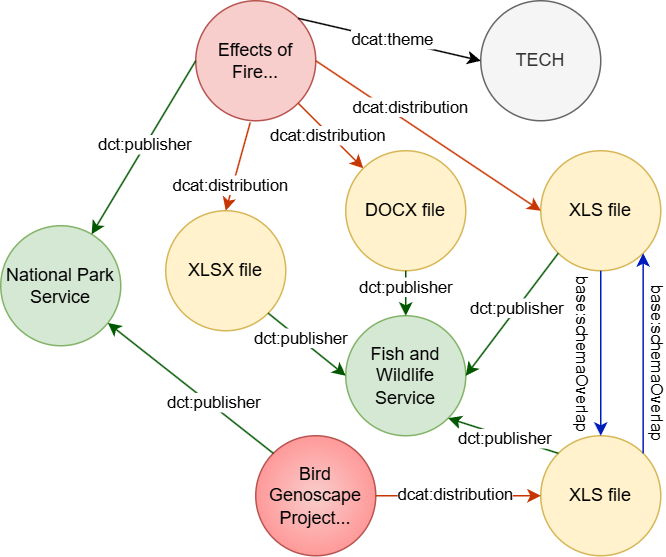 Effects of
Fire...
dcat:theme
TECH
dcat:distribution
dcat:distribution
dct:publisher
dcat:distribution
DOCX file
XLS file
National Park
Service
XLSX file
dct:publisher
dct:publisher
dct:publisher
base:schemaOverlap
base:schemaOverlap
Fish and
Wildlife
Service
dct:publisher
dct:publisher
Bird
Genoscape
Project...
dcat:distribution
XLS file